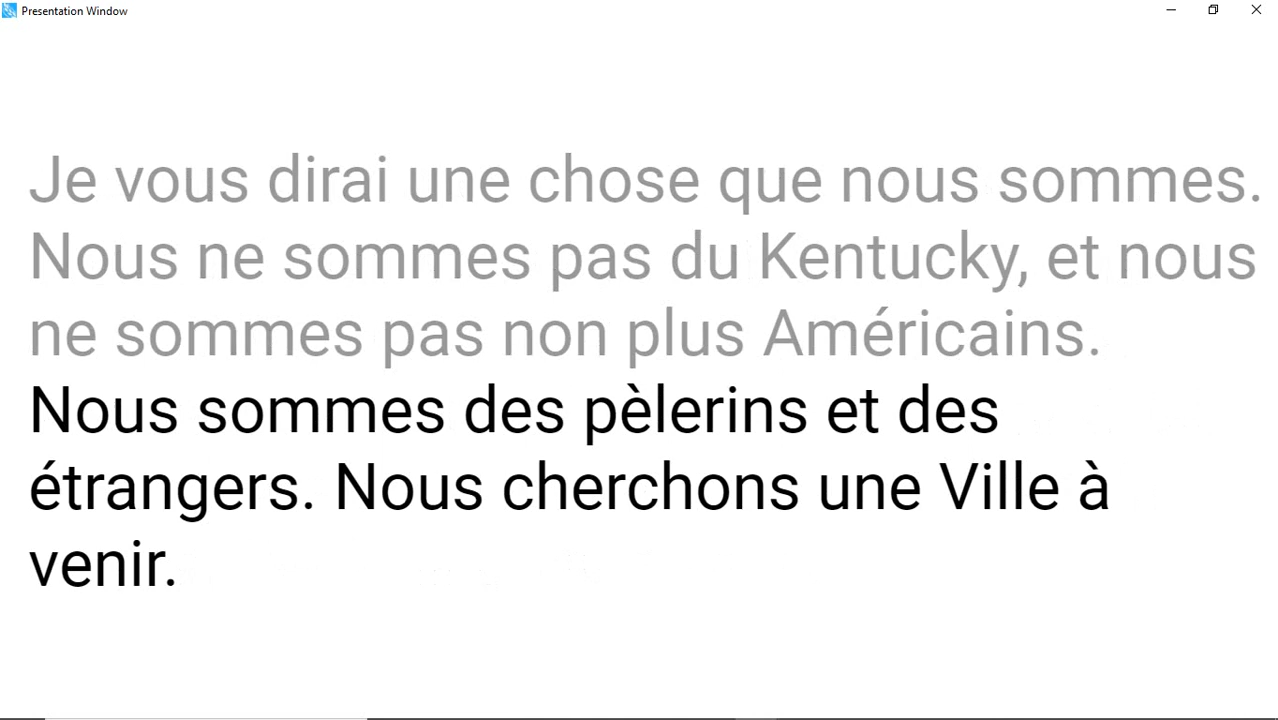 Presentation Window
Je vous dirai une chose que nous sommes.
Nous ne sommes pas du Kentucky, et nous
ne sommes pas non plus Américains.
Nous sommes des pèlerins et des
étrangers. Nous cherchons une Ville à
venir.